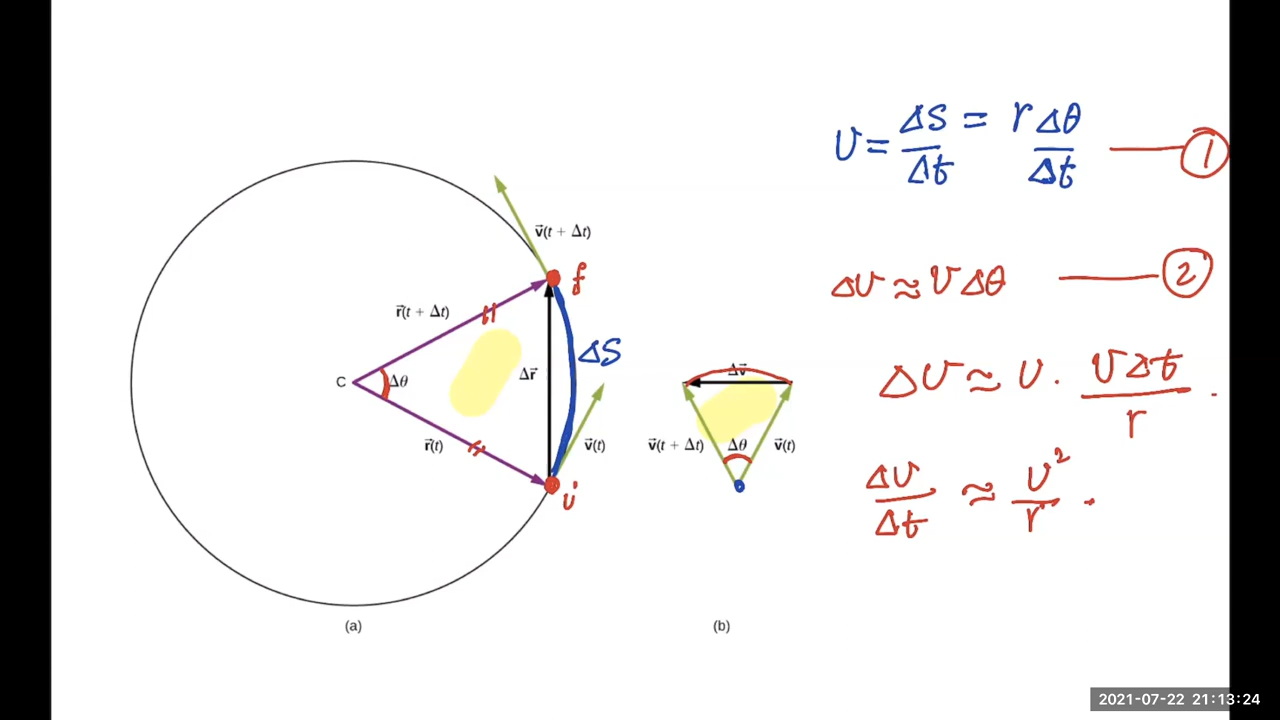 v = Δs/Δt = rΔθ/Δt — ①
v⃗(t + Δt)
f
Δv ≈ vΔθ — ②
r⃗(t + Δt)
Δs
Δr⃗
C
Δθ
Δv⃗
Δv ≈ v · vΔt/r .
r⃗(t)
v⃗(t)
v⃗(t + Δt)
Δθ
v⃗(t)
i
Δv/Δt ≈ v²/r .
(a)
(b)
2021-07-22 21:13:24